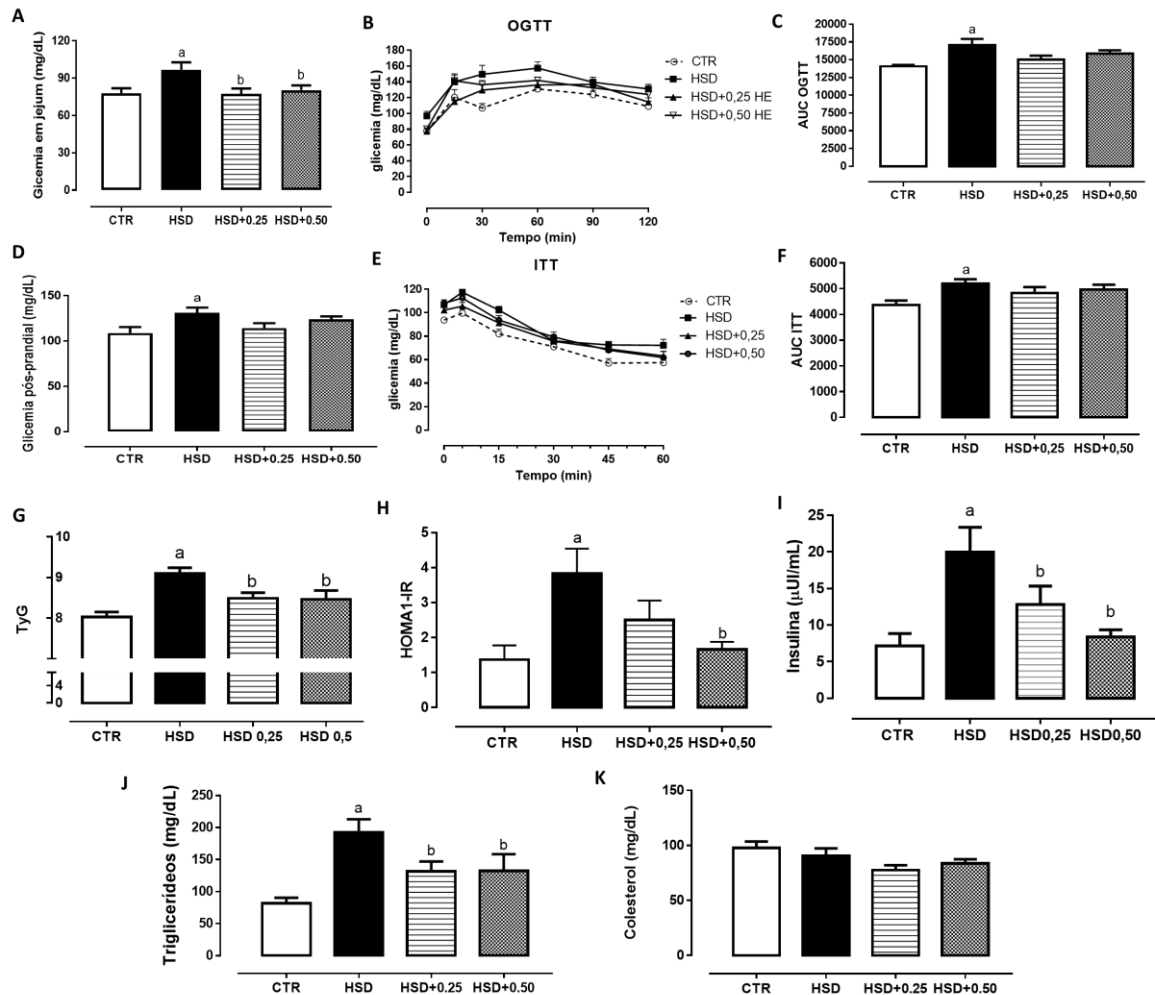 A
Gicemia em jejum (mg/dL)
120
90
60
30
0
a
b
b
CTR
HSD
HSD+0.25
HSD+0.50
B
OGTT
glicemia (mg/dL)
180
160
140
120
100
80
60
40
20
0
0
30
60
90
120
Tempo (min)
CTR
HSD
HSD+0,25 HE
HSD+0,50 HE
C
AUC OGTT
20000
17500
15000
12500
10000
7500
5000
2500
0
a
CTR
HSD
HSD+0,25
HSD+0,50
D
Glicemia pós-prandial (mg/dL)
150
100
50
0
a
CTR
HSD
HSD+0.25
HSD+0.50
E
ITT
glicemia (mg/dL)
120
100
80
60
40
20
0
0
15
30
45
60
Tempo (min)
CTR
HSD
HSD+0,25
HSD+0,50
F
AUC ITT
6000
5000
4000
3000
2000
1000
0
a
CTR
HSD
HSD+0,25
HSD+0,50
G
TyG
10
9
8
4
0
a
b
b
CTR
HSD
HSD 0,25
HSD 0,5
H
HOMA1-IR
5
4
3
2
1
0
a
b
CTR
HSD
HSD+0,25
HSD+0,50
I
Insulina (µUI/mL)
25
20
15
10
5
0
a
b
b
CTR
HSD
HSD0,25
HSD0,50
J
Triglicerídeos (mg/dL)
250
200
150
100
50
0
a
b
b
CTR
HSD
HSD+0.25
HSD+0.50
K
Colesterol (mg/dL)
150
100
50
0
CTR
HSD
HSD+0.25
HSD+0.50